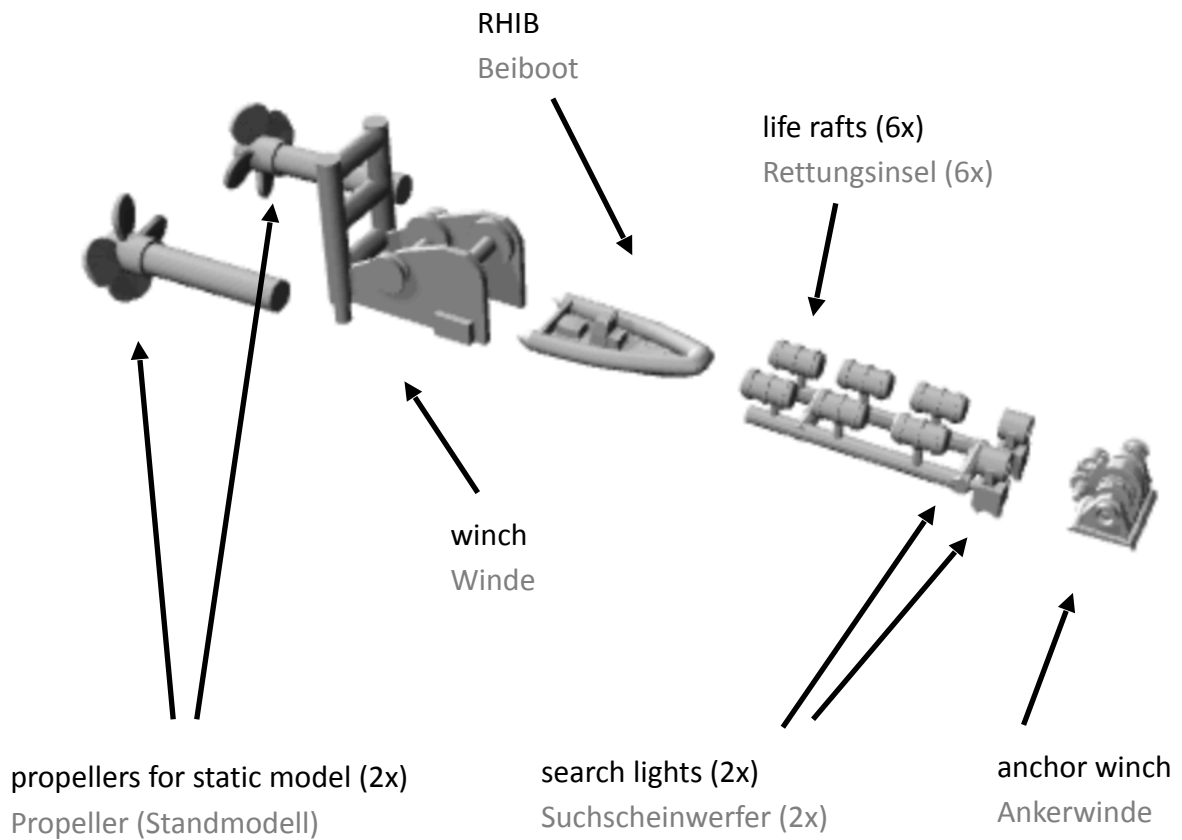 RHIB
Beiboot
life rafts (6x)
Rettungsinsel (6x)
winch
Winde
propellers for static model (2x)
Propeller (Standmodell)
search lights (2x)
Suchscheinwerfer (2x)
anchor winch
Ankerwinde